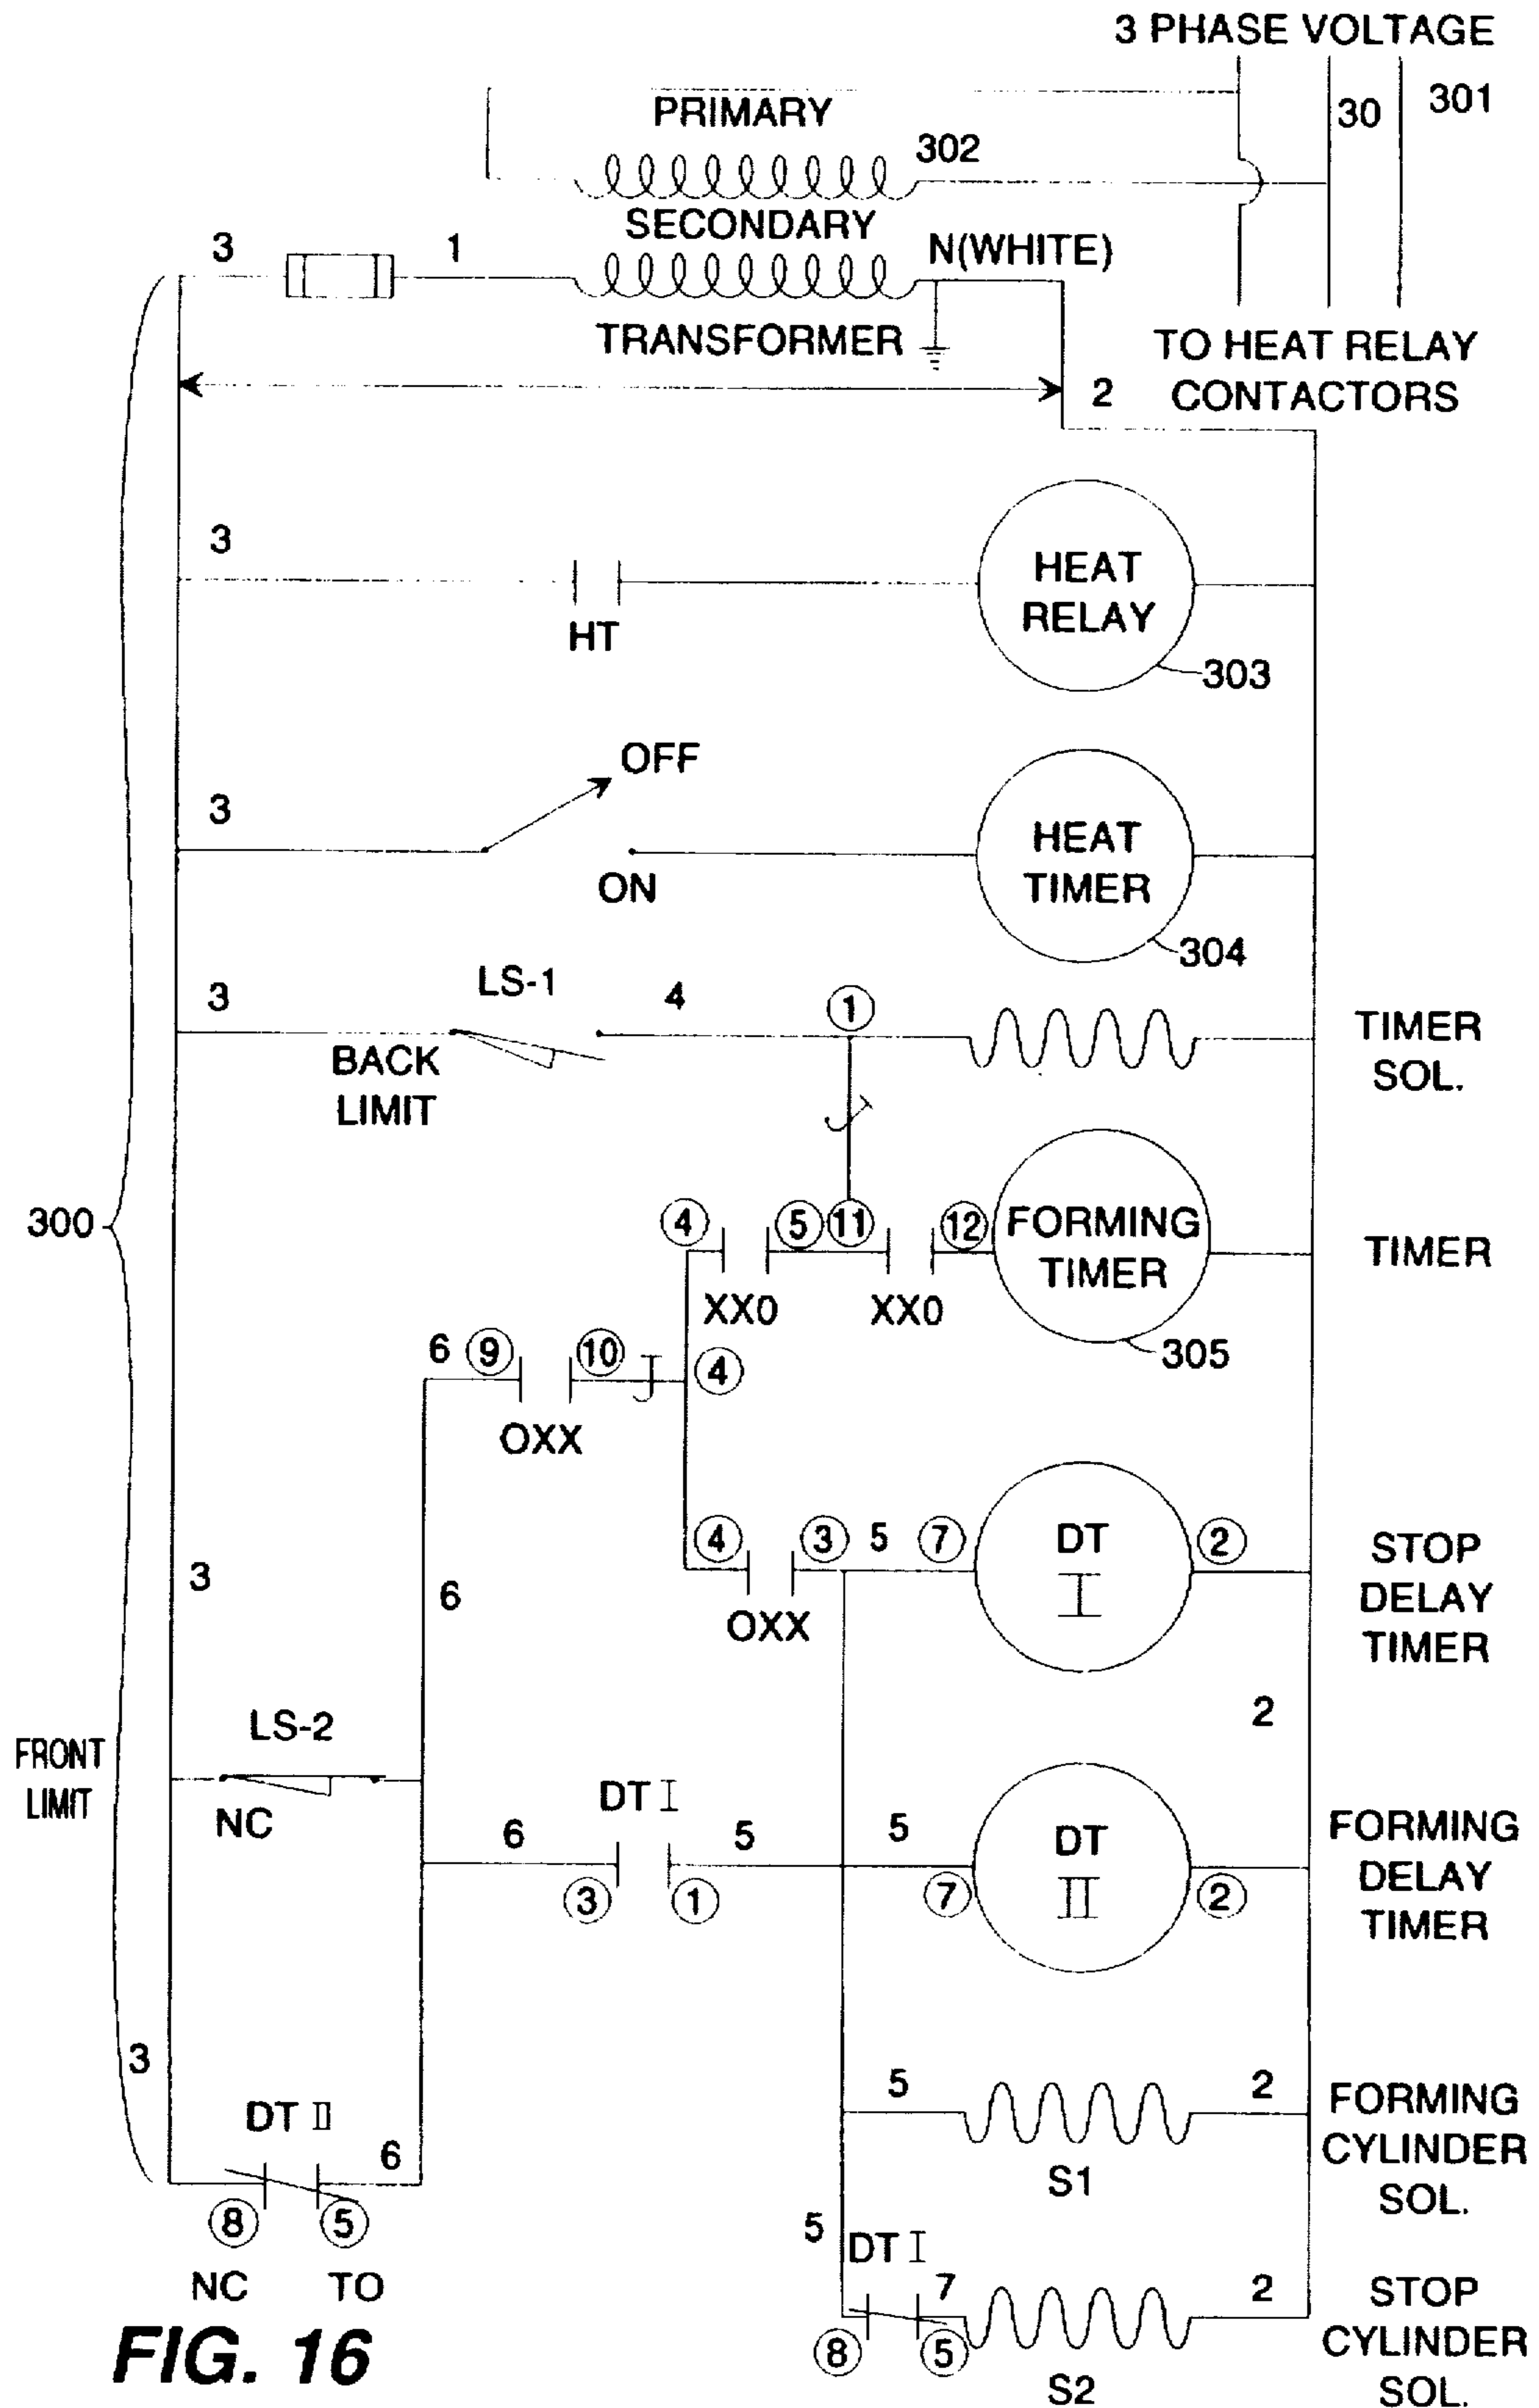 3 PHASE VOLTAGE
30
301
PRIMARY
302
SECONDARY
3
1
N(WHITE)
TRANSFORMER
TO HEAT RELAY
CONTACTORS
2
3
HT
HEAT
RELAY
303
OFF
3
ON
HEAT
TIMER
304
3
LS-1
4
1
BACK
LIMIT
TIMER
SOL.
300
4
5
11
12
FORMING
TIMER
TIMER
XX0
XX0
305
6
9
10
4
OXX
4
3
5
7
DT
I
2
OXX
STOP
DELAY
TIMER
3
6
2
FRONT
LIMIT
LS-2
NC
DT I
6
5
5
3
1
7
DT
II
2
FORMING
DELAY
TIMER
3
DT II
6
8
5
NC
TO
5
2
S1
FORMING
CYLINDER
SOL.
5
DT I
7
2
8
5
S2
STOP
CYLINDER
SOL.
FIG. 16